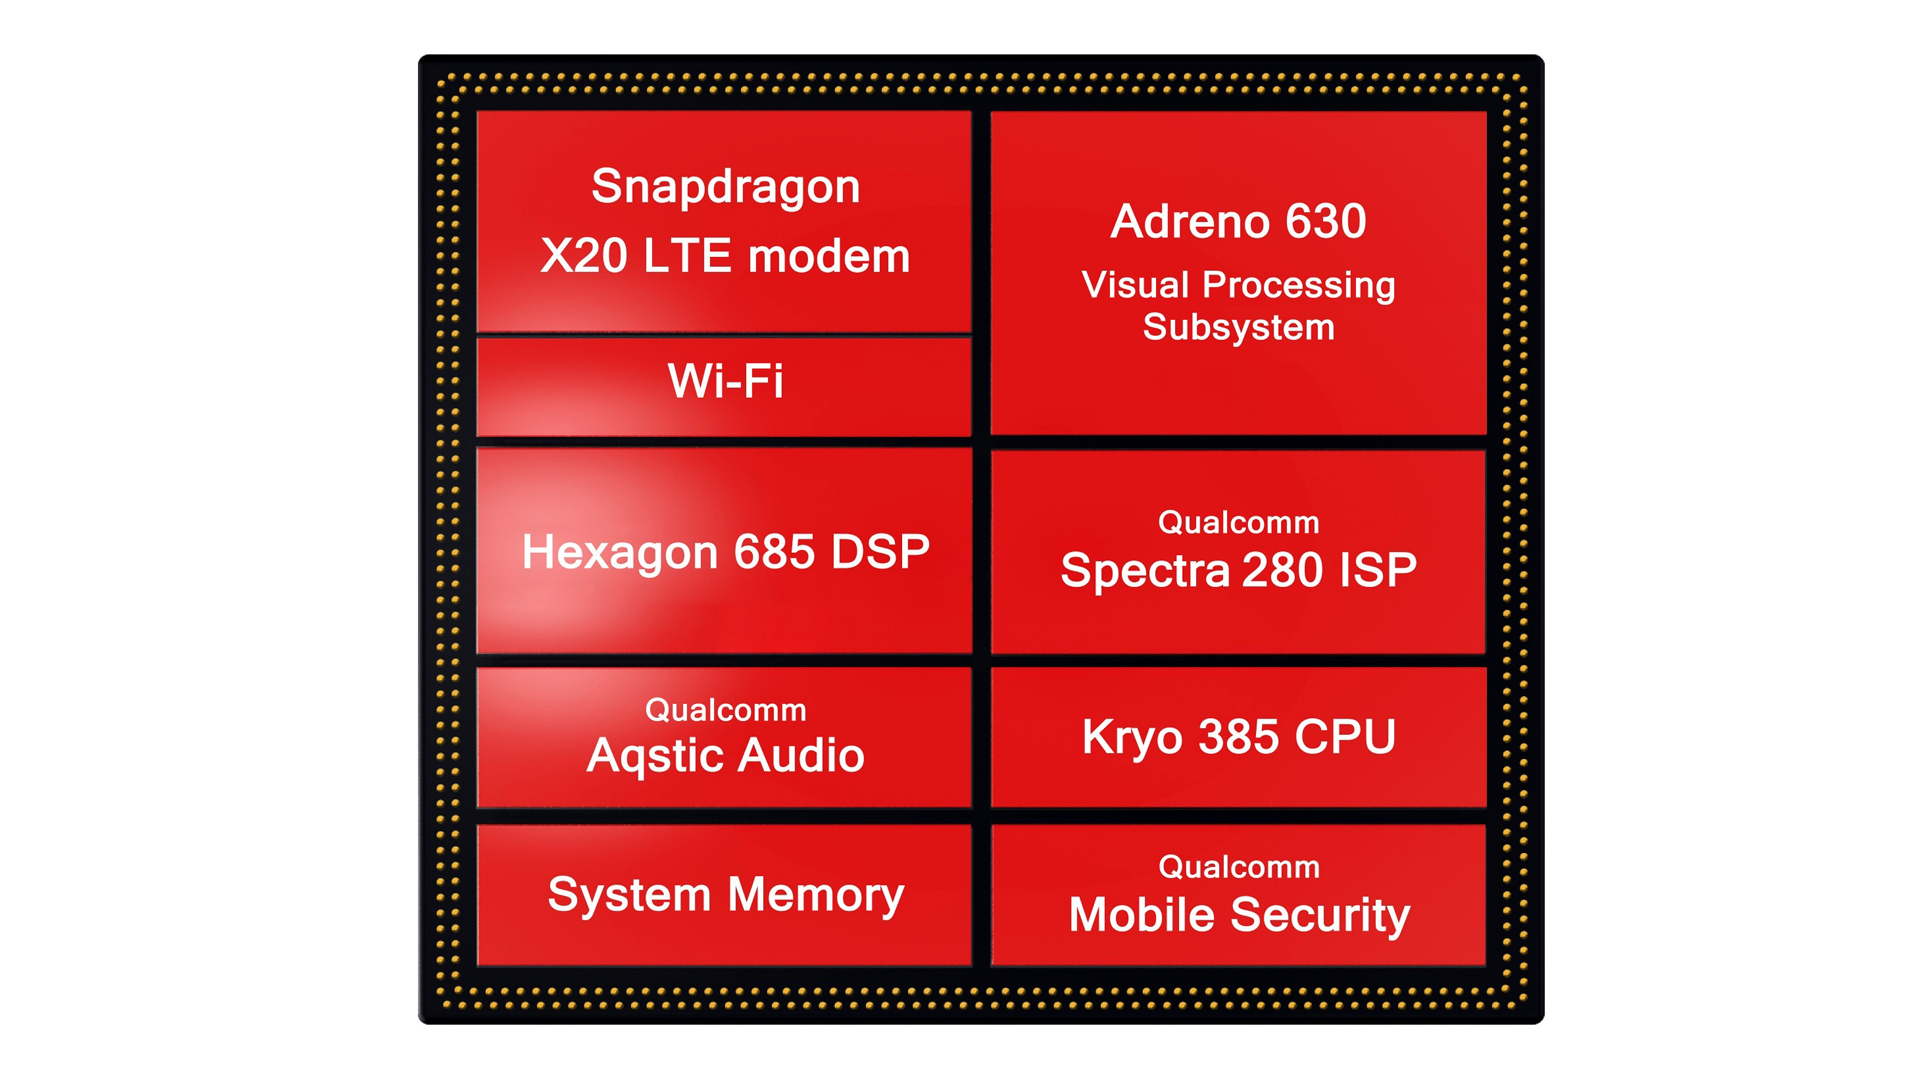 Snapdragon
X20 LTE modem
Wi-Fi
Hexagon 685 DSP
Qualcomm
Aqstic Audio
System Memory
Adreno 630
Visual Processing
Subsystem
Qualcomm
Spectra 280 ISP
Kryo 385 CPU
Qualcomm
Mobile Security